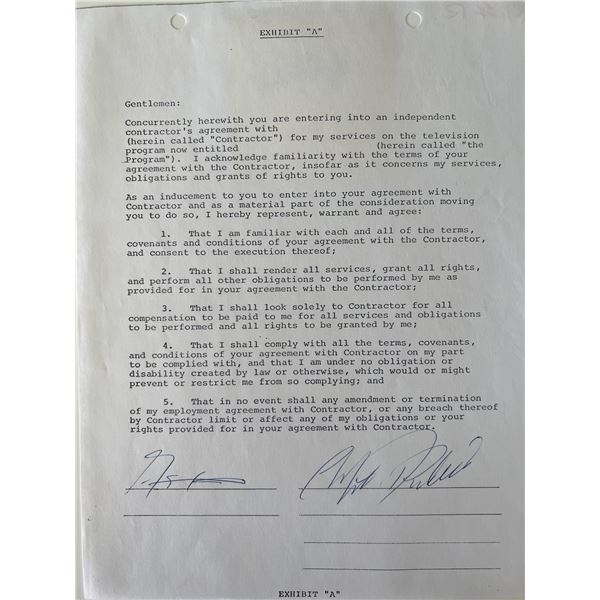 EXHIBIT "A"
Gentlemen:
Concurrently herewith you are entering into an independent
contractor's agreement with
(herein called "Contractor") for my services on the television
program now entitled (herein called "the
Program"). I acknowledge familiarity with the terms of your
agreement with the Contractor, insofar as it concerns my services,
obligations and grants of rights to you.
As an inducement to you to enter into your agreement with
Contractor and as a material part of the consideration moving
you to do so, I hereby represent, warrant and agree:
1. That I am familiar with each and all of the terms,
covenants and conditions of your agreement with the Contractor,
and consent to the execution thereof;
2. That I shall render all services, grant all rights,
and perform all other obligations to be performed by me as
provided for in your agreement with the Contractor;
3. That I shall look solely to Contractor for all
compensation to be paid to me for all services and obligations
to be performed and all rights to be granted by me;
4. That I shall comply with all the terms, covenants,
and conditions of your agreement with Contractor on my part
to be complied with, and that I am under no obligation or
disability created by law or otherwise, which would or might
prevent or restrict me from so complying; and
5. That in no event shall any amendment or termination
of my employment agreement with Contractor, or any breach thereof
by Contractor limit or affect any of my obligations or your
rights provided for in your agreement with Contractor.
EXHIBIT "A"